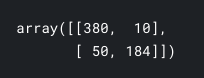 array([[380,  10],
       [ 50, 184]])